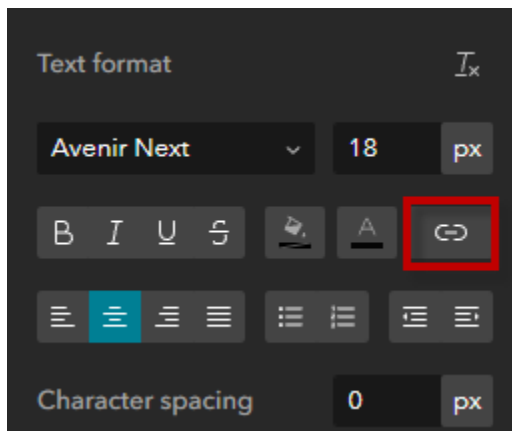 Text format
Avenir Next 18 px
B I U S A
Character spacing 0 px